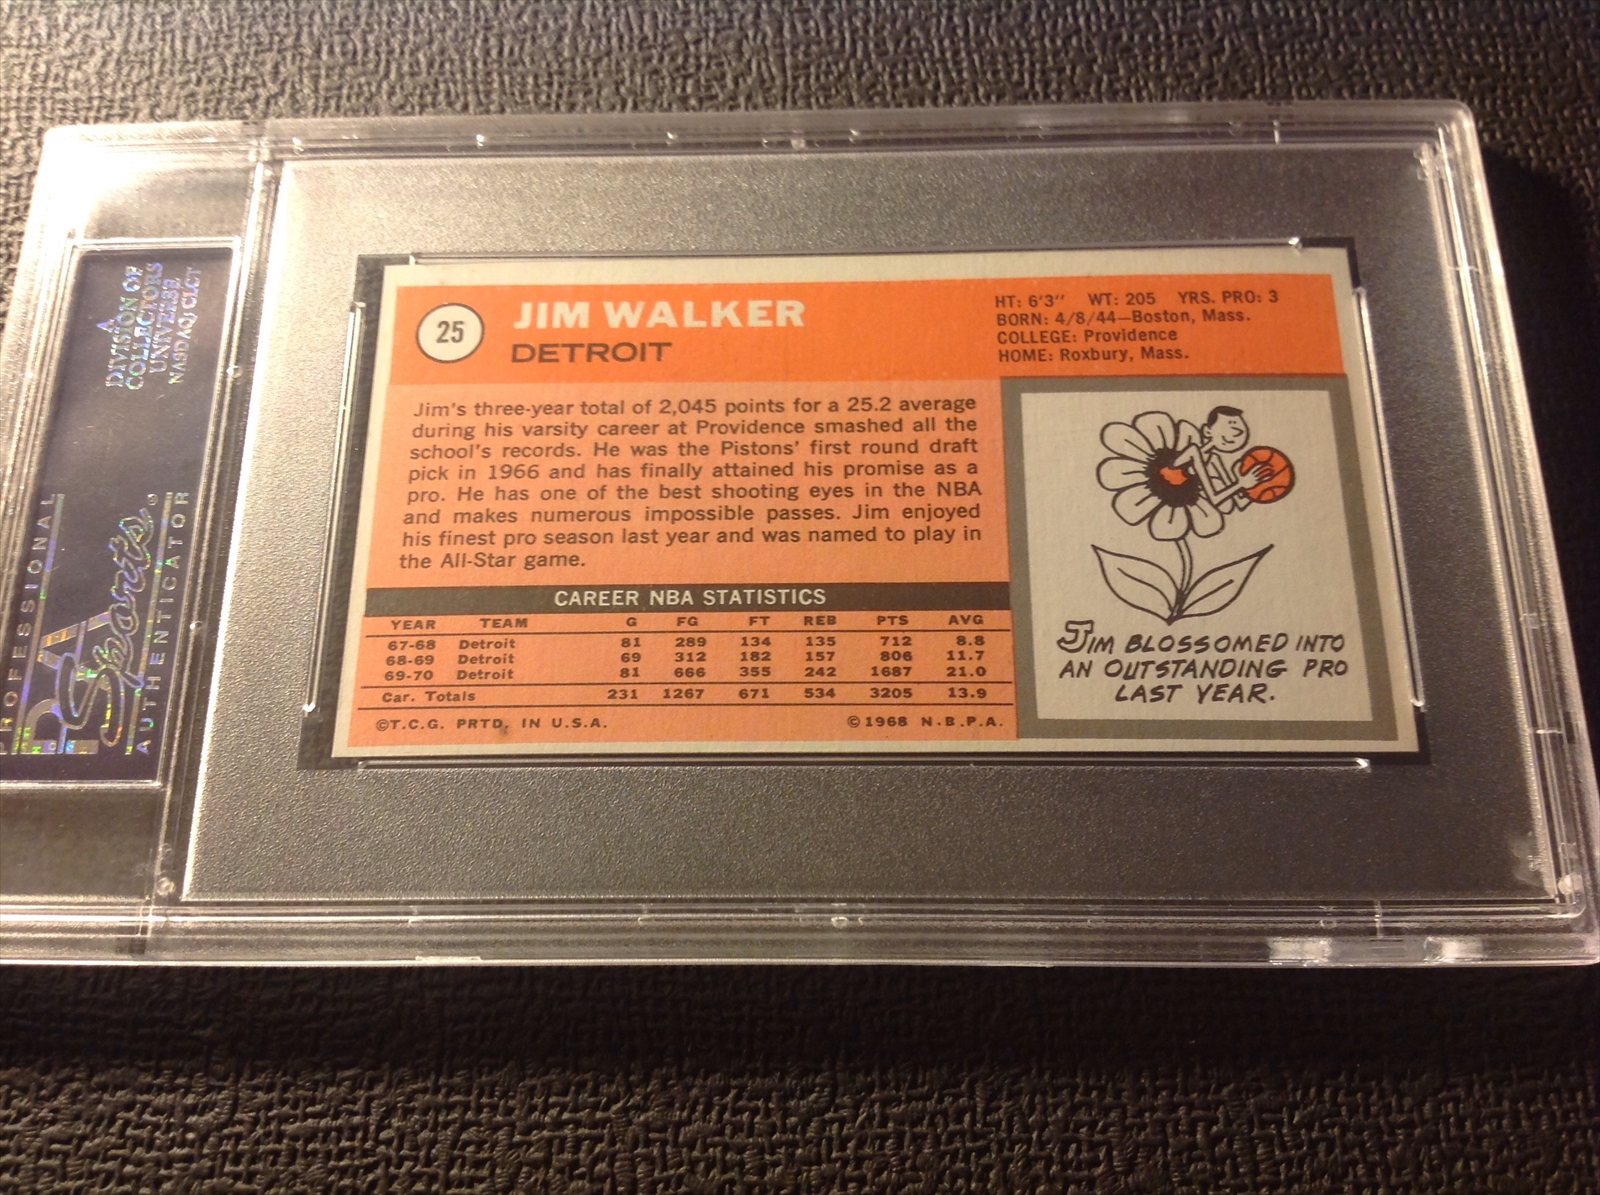 A
DIVISION OF
COLLECTORS
UNIVERSE
NASDAQ: CLCT
PROFESSIONAL
PSA
Sports
AUTHENTICATOR
25
JIM WALKER
DETROIT
HT: 6'3" WT: 205 YRS. PRO: 3
BORN: 4/8/44—Boston, Mass.
COLLEGE: Providence
HOME: Roxbury, Mass.
Jim's three-year total of 2,045 points for a 25.2 average
during his varsity career at Providence smashed all the
school's records. He was the Pistons' first round draft
pick in 1966 and has finally attained his promise as a
pro. He has one of the best shooting eyes in the NBA
and makes numerous impossible passes. Jim enjoyed
his finest pro season last year and was named to play in
the All-Star game.
CAREER NBA STATISTICS
YEAR TEAM G FG FT REB PTS AVG
67-68 Detroit 81 289 134 135 712 8.8
68-69 Detroit 69 312 182 157 806 11.7
69-70 Detroit 81 666 355 242 1687 21.0
Car. Totals 231 1267 671 534 3205 13.9
©T.C.G. PRTD. IN U.S.A. ©1968 N.B.P.A.
JIM BLOSSOMED INTO
AN OUTSTANDING PRO
LAST YEAR.